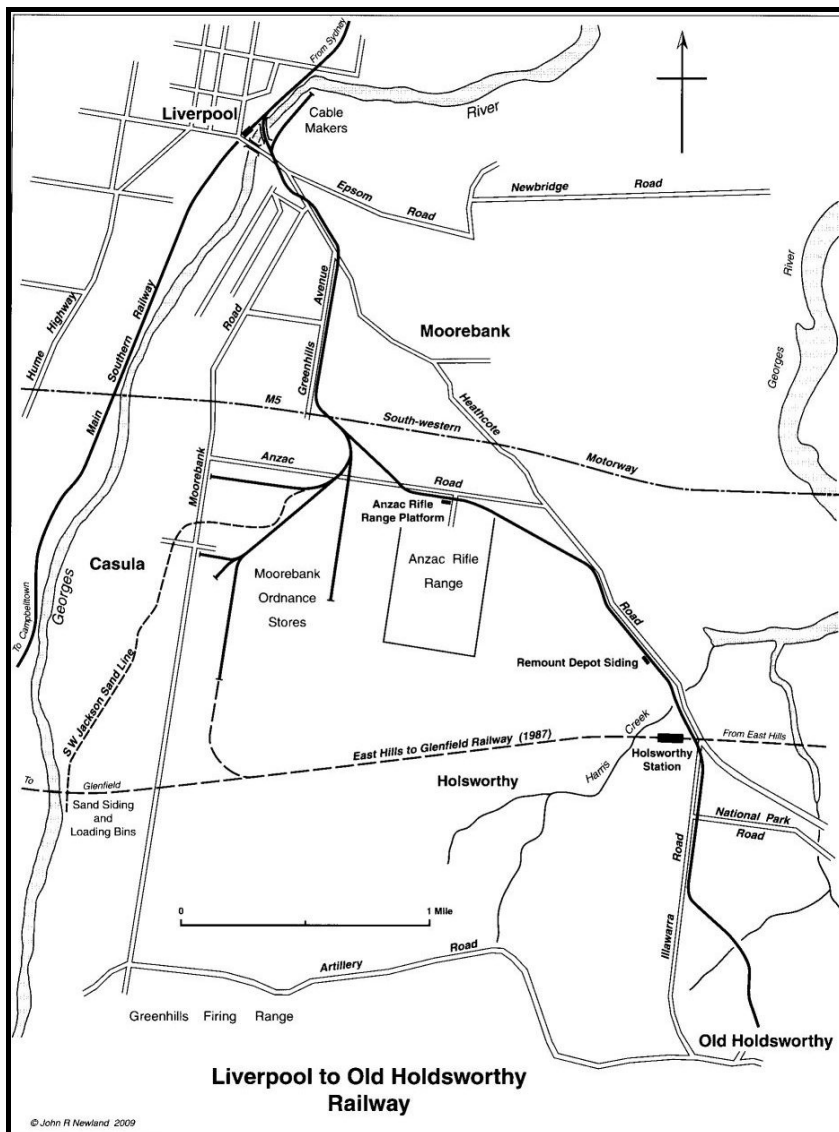 From Sydney
Liverpool
Cable
Makers
River
Epsom
Road
Newbridge Road
River
Georges
Hume Highway
Main Southern Railway
Road
Avenue
Greenhills
Moorebank
Heathcote
M5
South-western
Motorway
Anzac
Road
Moorebank
Anzac Rifle
Range Platform
Anzac Rifle
Range
Casula
Georges
To Campbelltown
Moorebank
Ordnance
Stores
Road
Remount Depot Siding
S W Jackson Sand Line
East Hills to Glenfield Railway (1987)
Harris Creek
Holsworthy
Station
From East Hills
To
Glenfield
Sand Siding
and
Loading Bins
Holsworthy
National Park
Road
Road
Illawarra
0
1 Mile
Artillery
Road
Greenhills Firing Range
Old Holdsworthy
Liverpool to Old Holdsworthy
Railway
© John R Newland 2009